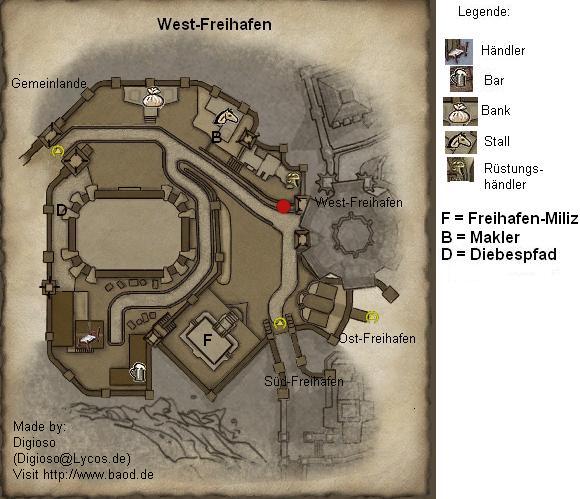 West-Freihafen
Gemeinlande
B
D
West-Freihafen
F
Ost-Freihafen
Süd-Freihafen
Made by:
Digioso
(Digioso@Lycos.de)
Visit http://www.baod.de
Legende:
Händler
Bar
Bank
Stall
Rüstungs-
händler
F = Freihafen-Miliz
B = Makler
D = Diebespfad